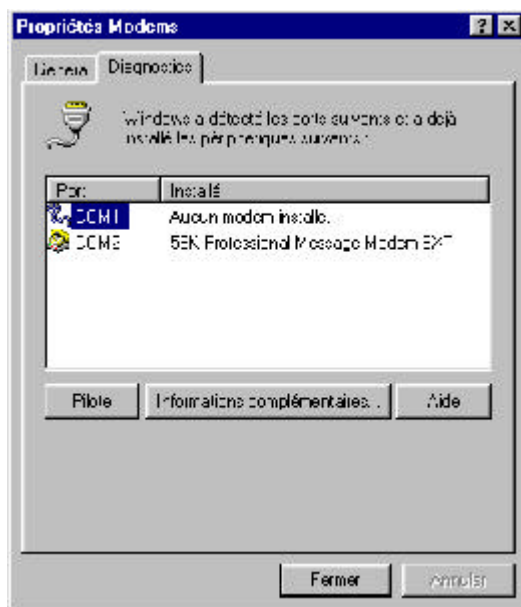 Propriétés Modems
Général Diagnostics
Windows a détecté les ports suivants et a déjà
installé les périphériques suivants :
Port Installé
COM1 Aucun modem installé.
COM2 56K Professional Message Modem EXT
Pilote Informations complémentaires... Aide
Fermer Annuler